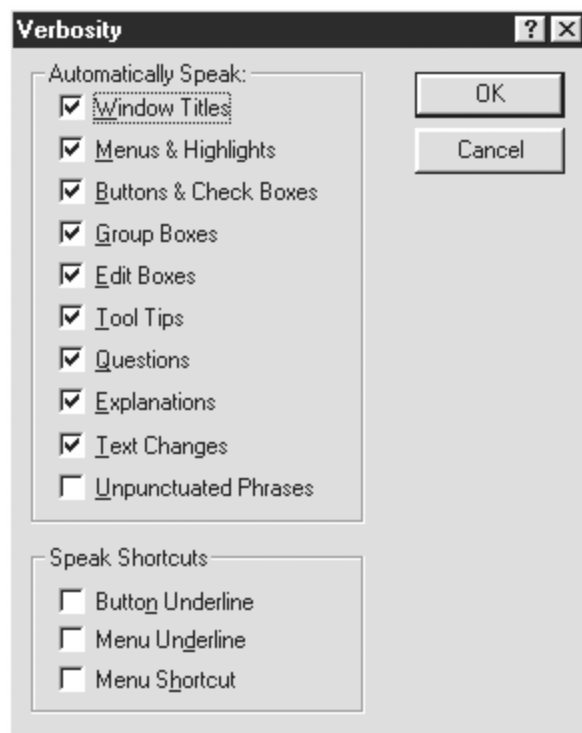 Verbosity
Automatically Speak:
Window Titles
Menus & Highlights
Buttons & Check Boxes
Group Boxes
Edit Boxes
Tool Tips
Questions
Explanations
Text Changes
Unpunctuated Phrases
Speak Shortcuts
Button Underline
Menu Underline
Menu Shortcut
OK
Cancel